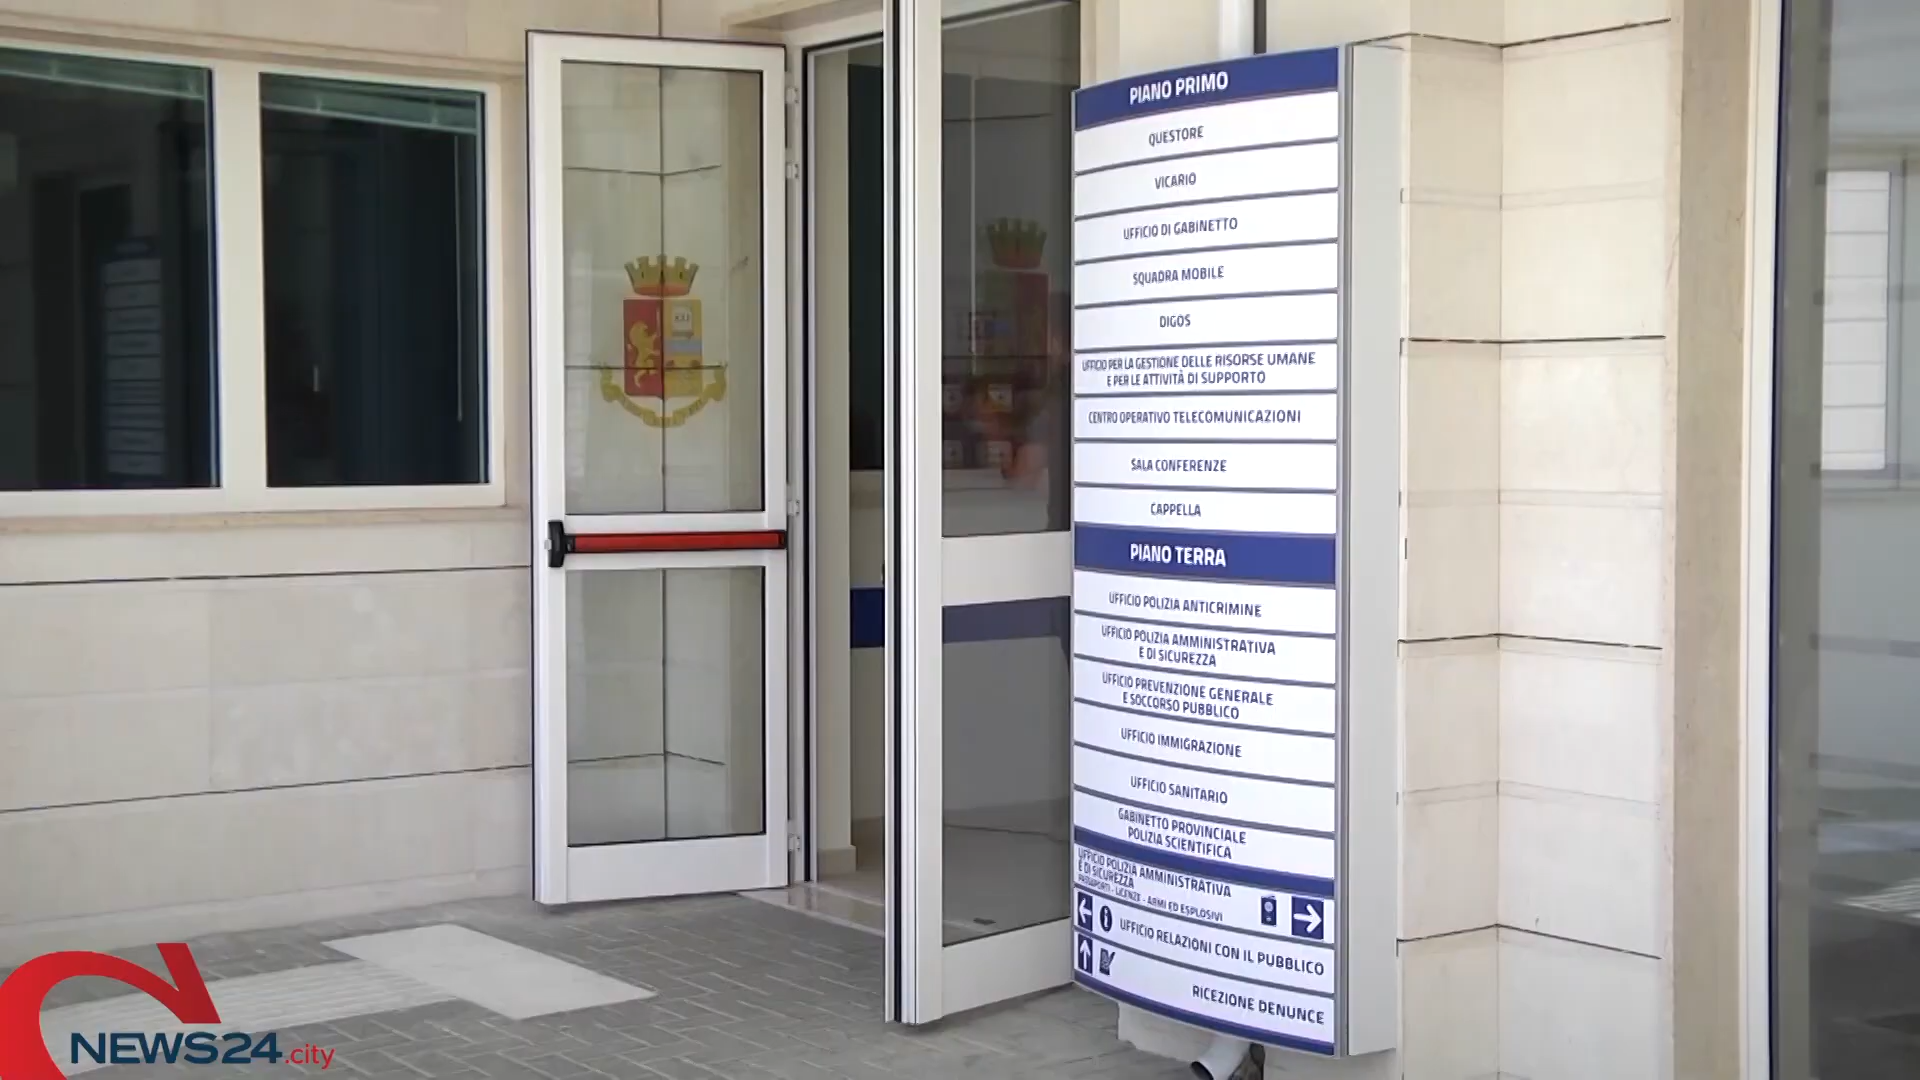 PIANO PRIMO
QUESTORE
VICARIO
UFFICIO DI GABINETTO
SQUADRA MOBILE
DIGOS
UFFICIO PER LA GESTIONE DELLE RISORSE UMANE
E PER LE ATTIVITÀ DI SUPPORTO
CENTRO OPERATIVO TELECOMUNICAZIONI
SALA CONFERENZE
CAPPELLA
PIANO TERRA
UFFICIO POLIZIA ANTICRIMINE
UFFICIO POLIZIA AMMINISTRATIVA
E DI SICUREZZA
UFFICIO PREVENZIONE GENERALE
E SOCCORSO PUBBLICO
UFFICIO IMMIGRAZIONE
UFFICIO SANITARIO
GABINETTO PROVINCIALE
POLIZIA SCIENTIFICA
UFFICIO POLIZIA AMMINISTRATIVA
E DI SICUREZZA
PASSAPORTI - LICENZE - ARMI ED ESPLOSIVI
UFFICIO RELAZIONI CON IL PUBBLICO
RICEZIONE DENUNCE
NEWS24.city